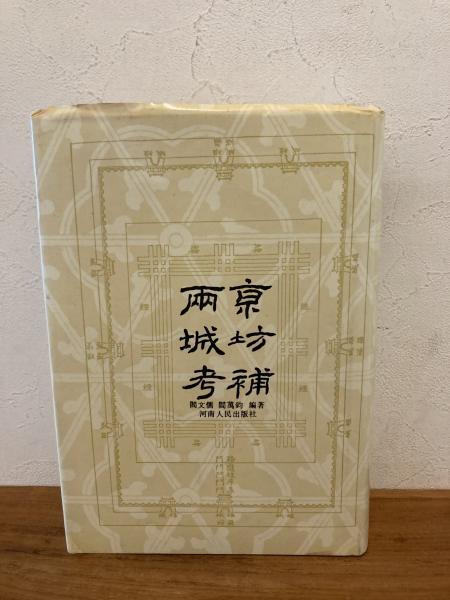 兩京
城坊
考補
閻文儒 閻萬鈞 編著
河南人民出版社